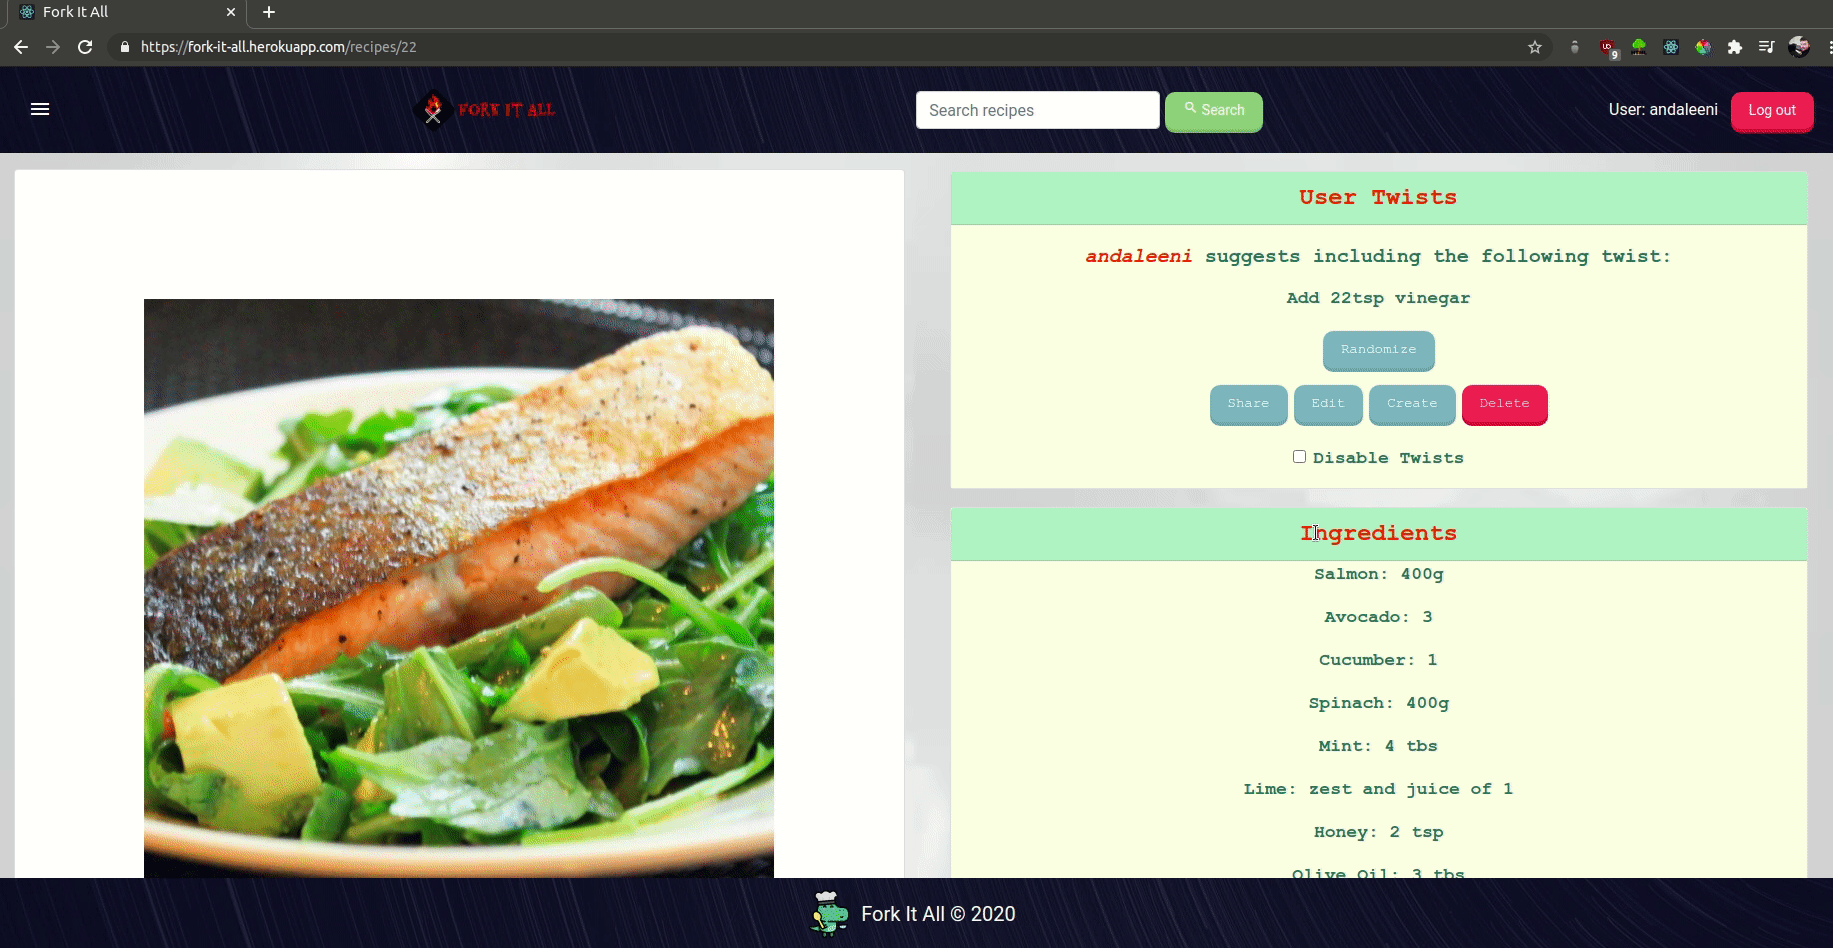 Fork It All
https://fork-it-all.herokuapp.com/recipes/22
9
FORK IT ALL
Search recipes
Search
User: andaleeni
Log out
User Twists
andaleeni suggests including the following twist:
Add 22tsp vinegar
Randomize
Share Edit Create Delete
Disable Twists
Ingredients
Salmon: 400g
Avocado: 3
Cucumber: 1
Spinach: 400g
Mint: 4 tbs
Lime: zest and juice of 1
Honey: 2 tsp
Olive Oil: 3 tbs
Fork It All © 2020